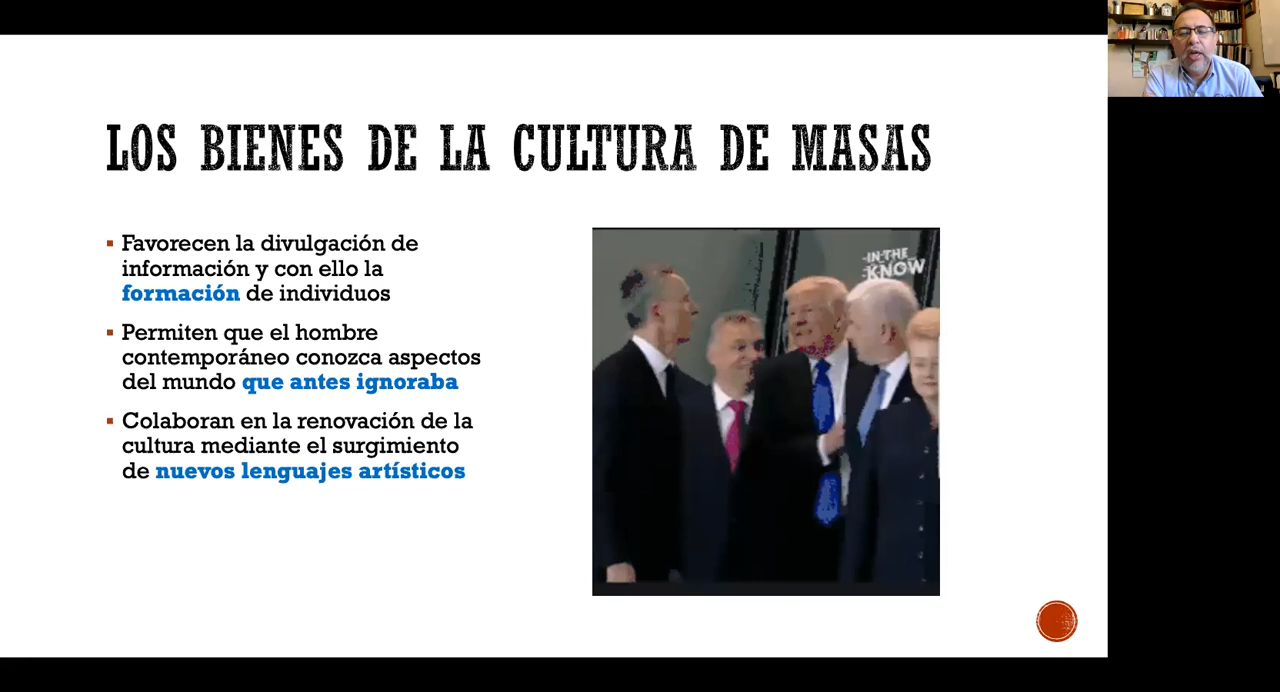 LOS BIENES DE LA CULTURA DE MASAS
▪ Favorecen la divulgación de
información y con ello la
formación de individuos
▪ Permiten que el hombre
contemporáneo conozca aspectos
del mundo que antes ignoraba
▪ Colaboran en la renovación de la
cultura mediante el surgimiento
de nuevos lenguajes artísticos
IN THE
KNOW